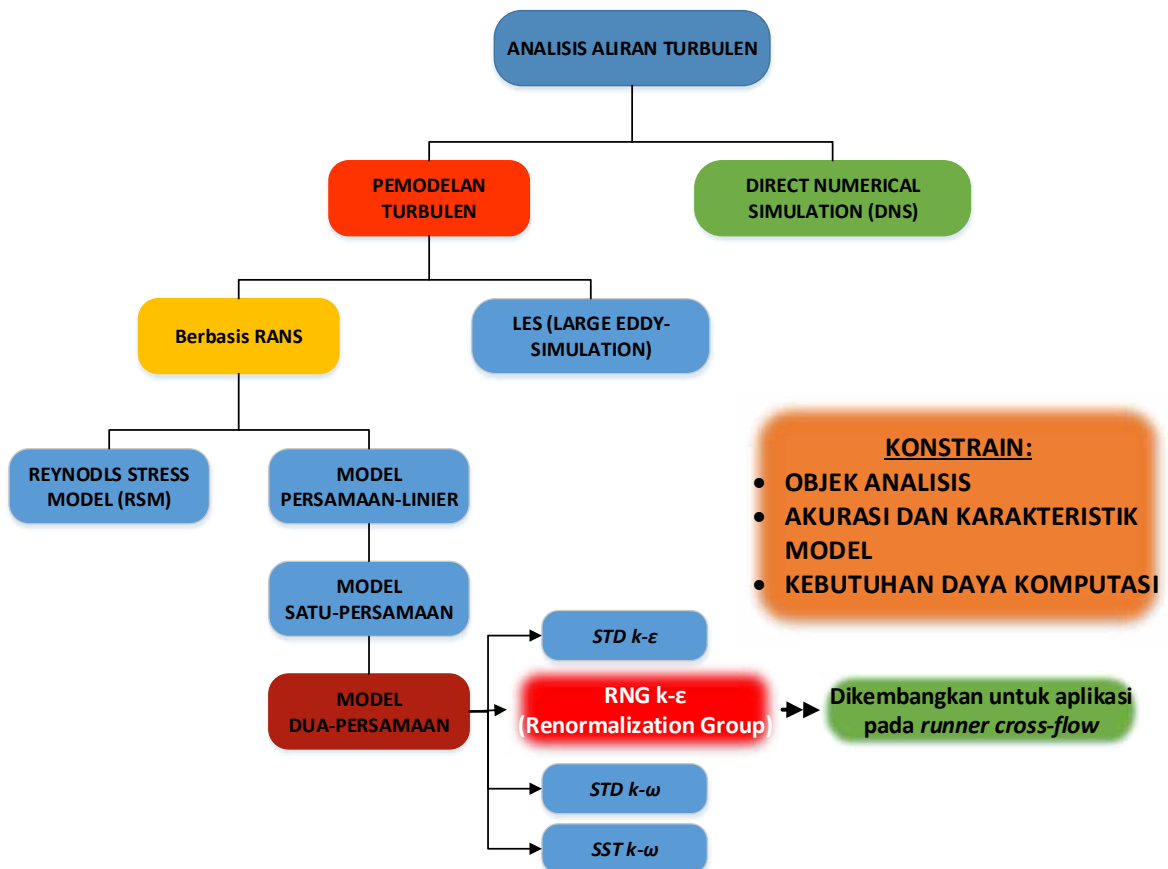 ANALISIS ALIRAN TURBULEN
PEMODELAN
TURBULEN
DIRECT NUMERICAL
SIMULATION (DNS)
Berbasis RANS
LES (LARGE EDDY-
SIMULATION)
REYNODLS STRESS
MODEL (RSM)
MODEL
PERSAMAAN-LINIER
KONSTRAIN:
• OBJEK ANALISIS
• AKURASI DAN KARAKTERISTIK
MODEL
• KEBUTUHAN DAYA KOMPUTASI
MODEL
SATU-PERSAMAAN
MODEL
DUA-PERSAMAAN
STD k-ε
RNG k-ε
(Renormalization Group)
Dikembangkan untuk aplikasi
pada runner cross-flow
STD k-ω
SST k-ω